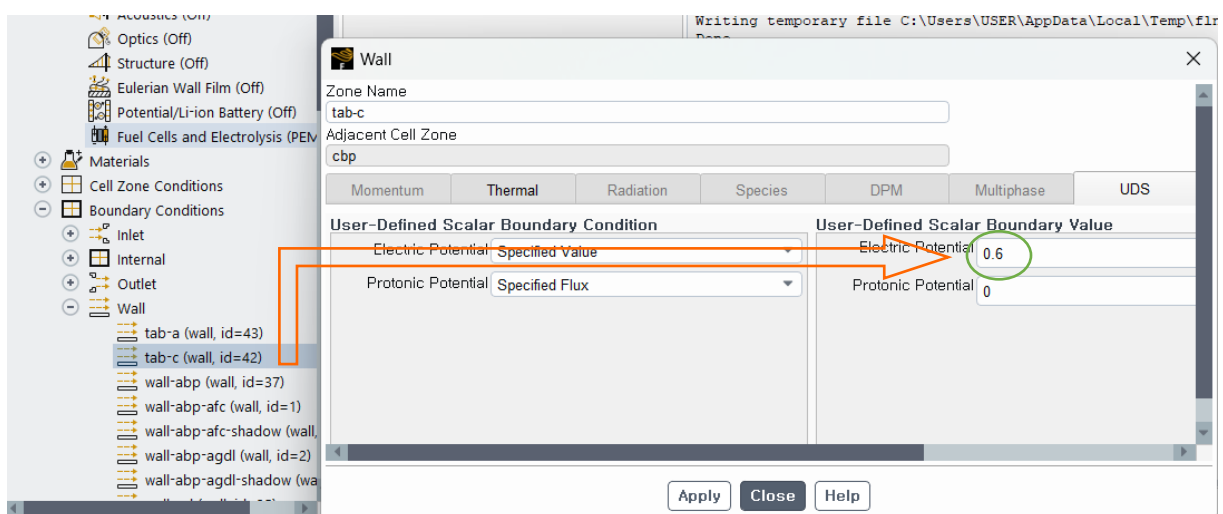 Acoustics (Off)
Optics (Off)
Structure (Off)
Eulerian Wall Film (Off)
Potential/Li-ion Battery (Off)
Fuel Cells and Electrolysis (PEM
Materials
Cell Zone Conditions
Boundary Conditions
Inlet
Internal
Outlet
Wall
tab-a (wall, id=43)
tab-c (wall, id=42)
wall-abp (wall, id=37)
wall-abp-afc (wall, id=1)
wall-abp-afc-shadow (wall,
wall-abp-agdl (wall, id=2)
wall-abp-agdl-shadow (wa
Writing temporary file C:\Users\USER\AppData\Local\Temp\flr
Done
Wall
Zone Name
tab-c
Adjacent Cell Zone
cbp
Momentum Thermal Radiation Species DPM Multiphase UDS
User-Defined Scalar Boundary Condition
Electric Potential Specified Value
Protonic Potential Specified Flux
User-Defined Scalar Boundary Value
Electric Potential 0.6
Protonic Potential 0
Apply Close Help